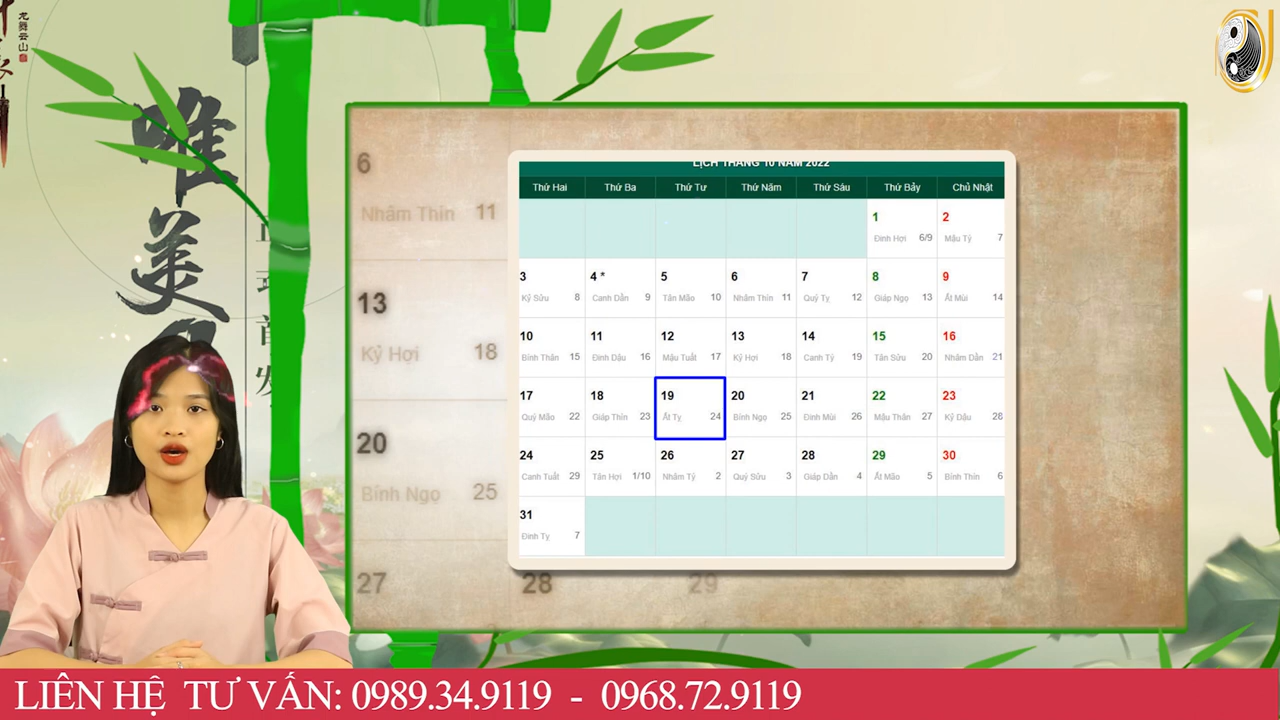 龙舞云山
唯
美
6
Nhâm Thín 11
13
Kỷ Hợi 18
20
Bính Ngọ 25
27 28 29
LỊCH THÁNG 10 NĂM 2022
Thứ Hai Thứ Ba Thứ Tư Thứ Năm Thứ Sáu Thứ Bảy Chủ Nhật
1 2
Đinh Hợi 6/9 Mậu Tý 7
3 4 * 5 6 7 8 9
Kỷ Sửu 8 Canh Dần 9 Tân Mão 10 Nhâm Thìn 11 Quý Tỵ 12 Giáp Ngọ 13 Ất Mùi 14
10 11 12 13 14 15 16
Bính Thân 15 Đinh Dậu 16 Mậu Tuất 17 Kỷ Hợi 18 Canh Tý 19 Tân Sửu 20 Nhâm Dần 21
17 18 19 20 21 22 23
Quý Mão 22 Giáp Thìn 23 Ất Tỵ 24 Bính Ngọ 25 Đinh Mùi 26 Mậu Thân 27 Kỷ Dậu 28
24 25 26 27 28 29 30
Canh Tuất 29 Tân Hợi 1/10 Nhâm Tý 2 Quý Sửu 3 Giáp Dần 4 Ất Mão 5 Bính Thìn 6
31
Đinh Tỵ 7
LIÊN HỆ TƯ VẤN: 0989.34.9119 - 0968.72.9119